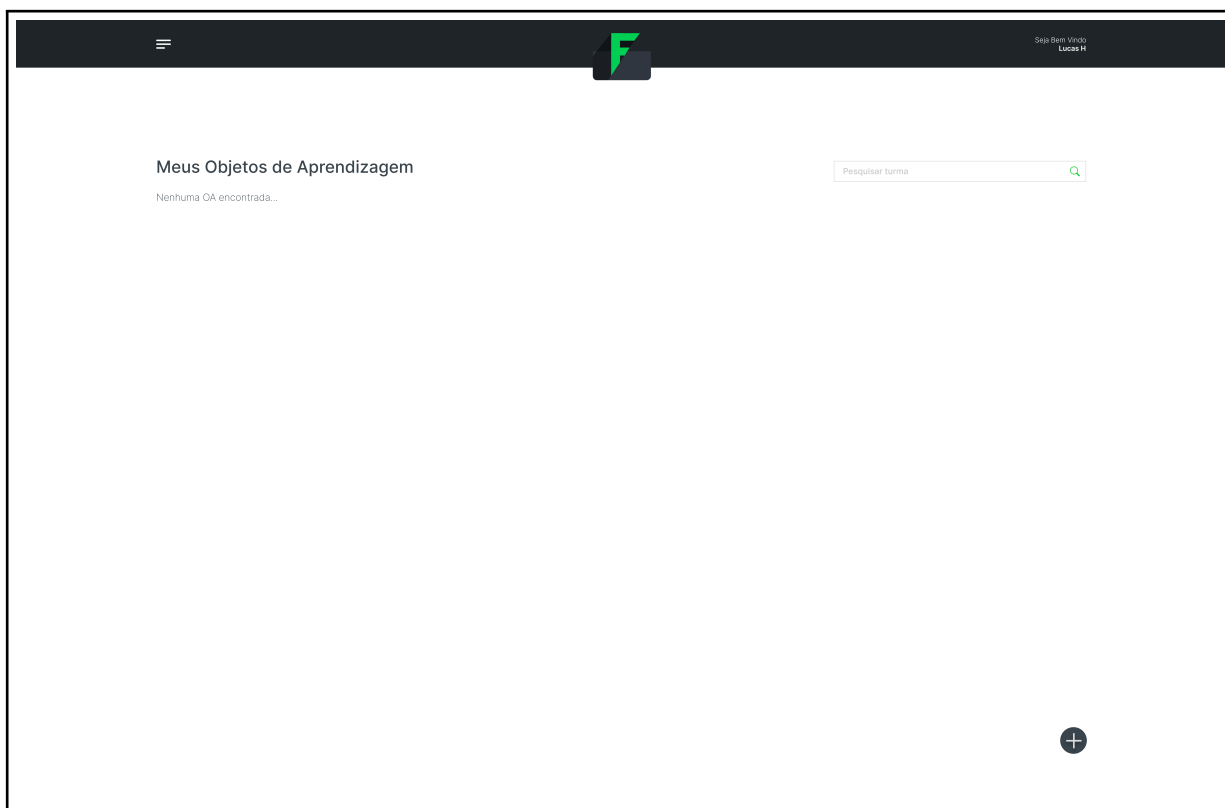 Seja Bem Vindo
Lucas H
Meus Objetos de Aprendizagem
Pesquisar turma
Nenhuma OA encontrada...